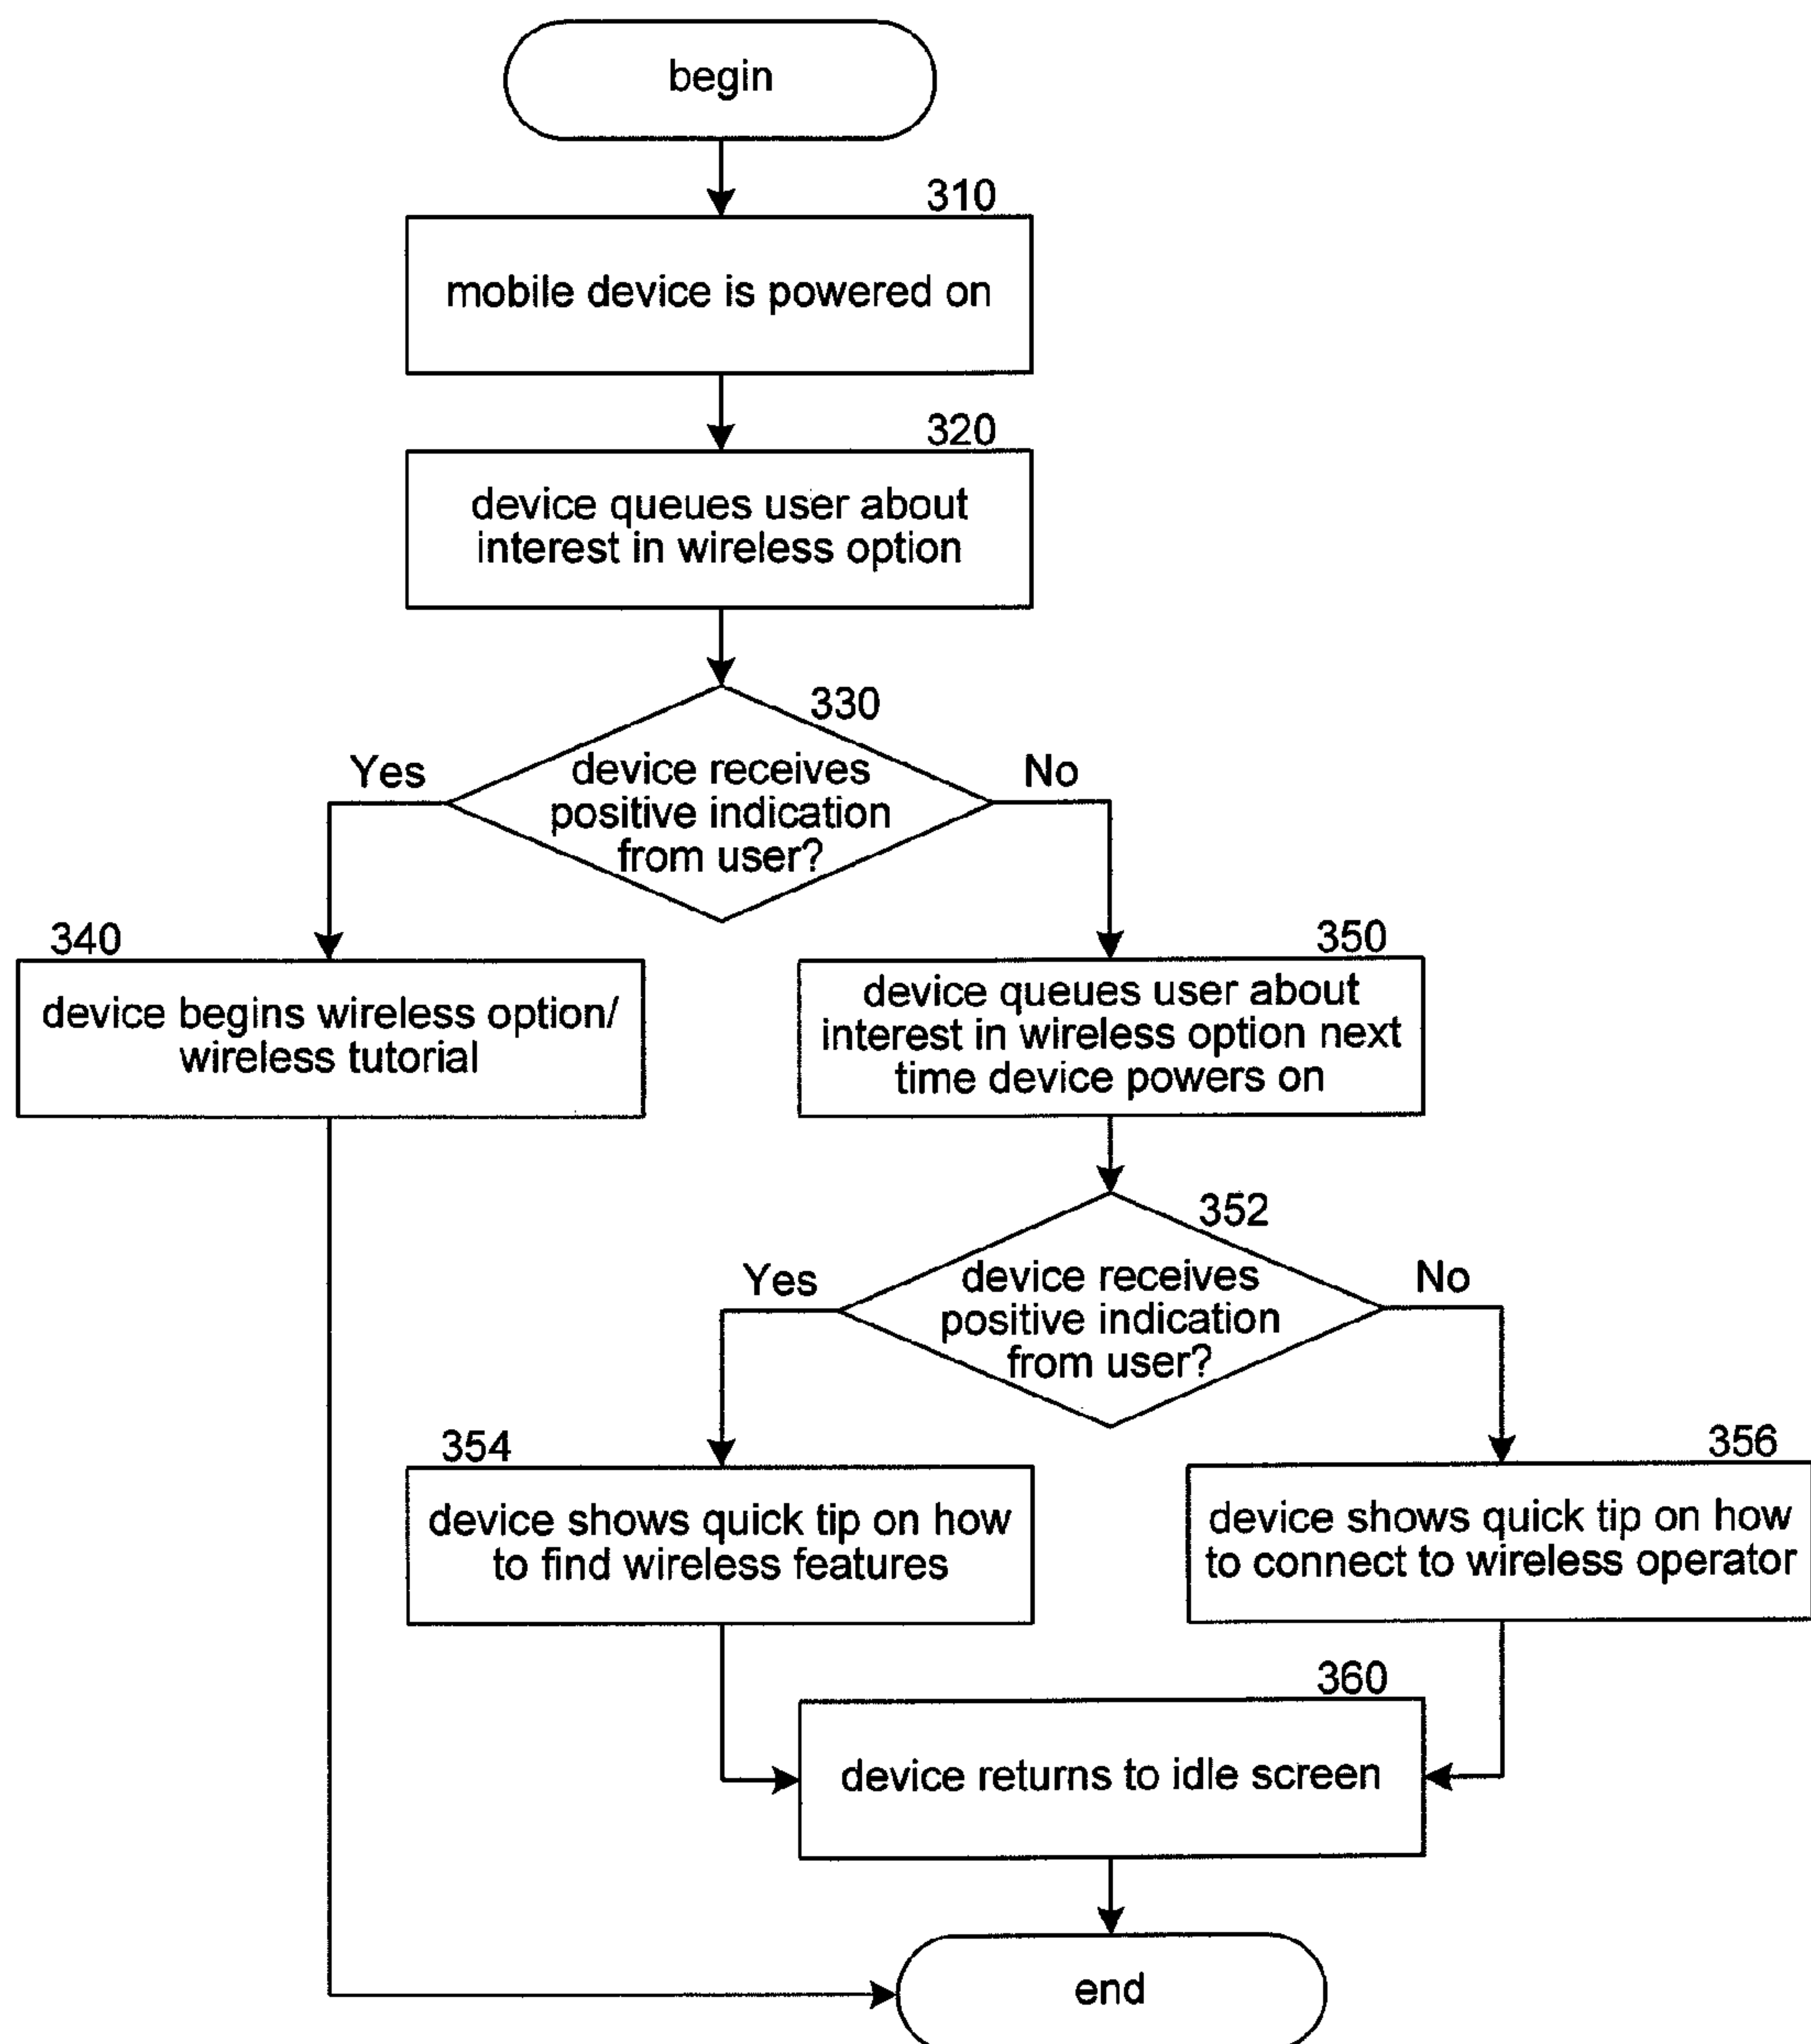 begin
310
mobile device is powered on
320
device queues user about
interest in wireless option
330
Yes
No
device receives
positive indication
from user?
340
device begins wireless option/
wireless tutorial
350
device queues user about
interest in wireless option next
time device powers on
352
Yes
No
device receives
positive indication
from user?
354
device shows quick tip on how
to find wireless features
356
device shows quick tip on how
to connect to wireless operator
360
device returns to idle screen
end